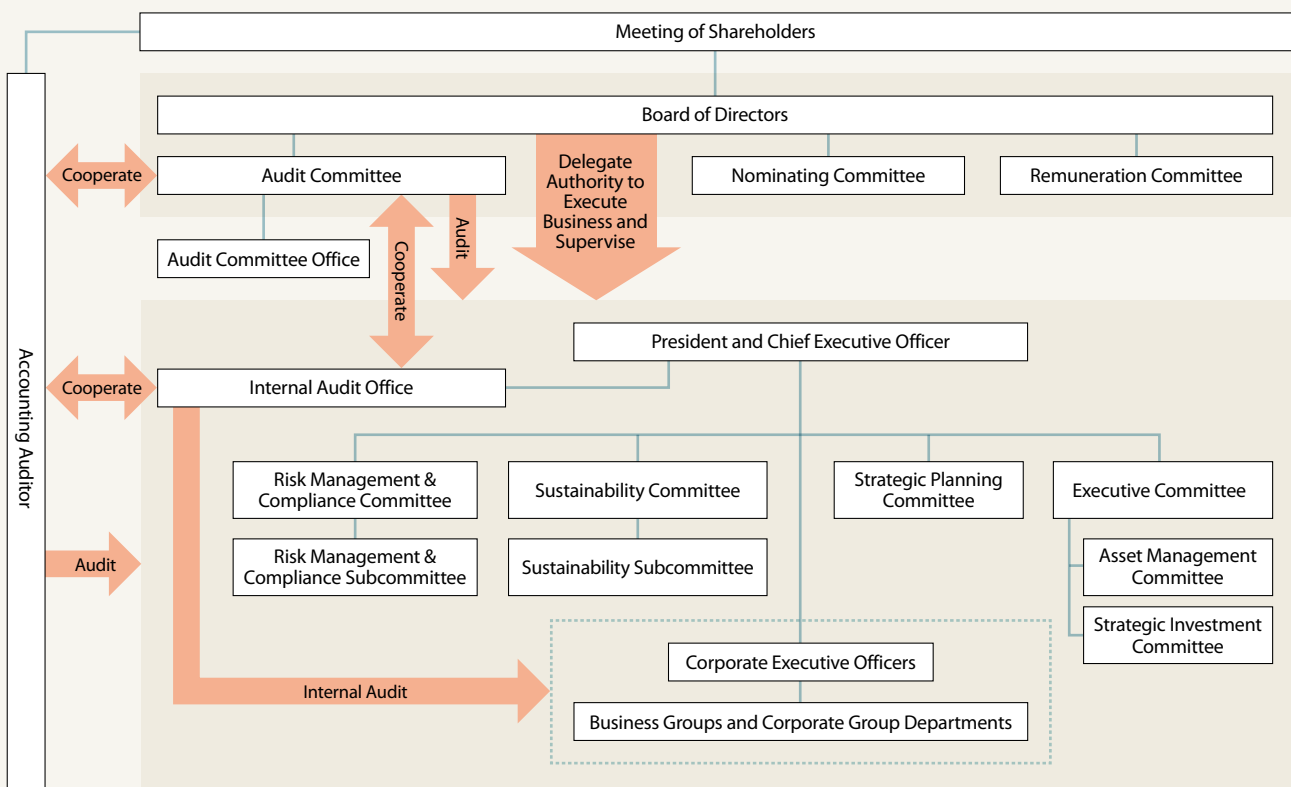 Meeting of Shareholders
Board of Directors
Cooperate
Audit Committee
Delegate
Authority to
Execute
Business and
Supervise
Nominating Committee
Remuneration Committee
Audit Committee Office
Cooperate
Audit
Accounting Auditor
President and Chief Executive Officer
Cooperate
Internal Audit Office
Risk Management &
Compliance Committee
Sustainability Committee
Strategic Planning
Committee
Executive Committee
Audit
Risk Management &
Compliance Subcommittee
Sustainability Subcommittee
Asset Management
Committee
Strategic Investment
Committee
Corporate Executive Officers
Internal Audit
Business Groups and Corporate Group Departments